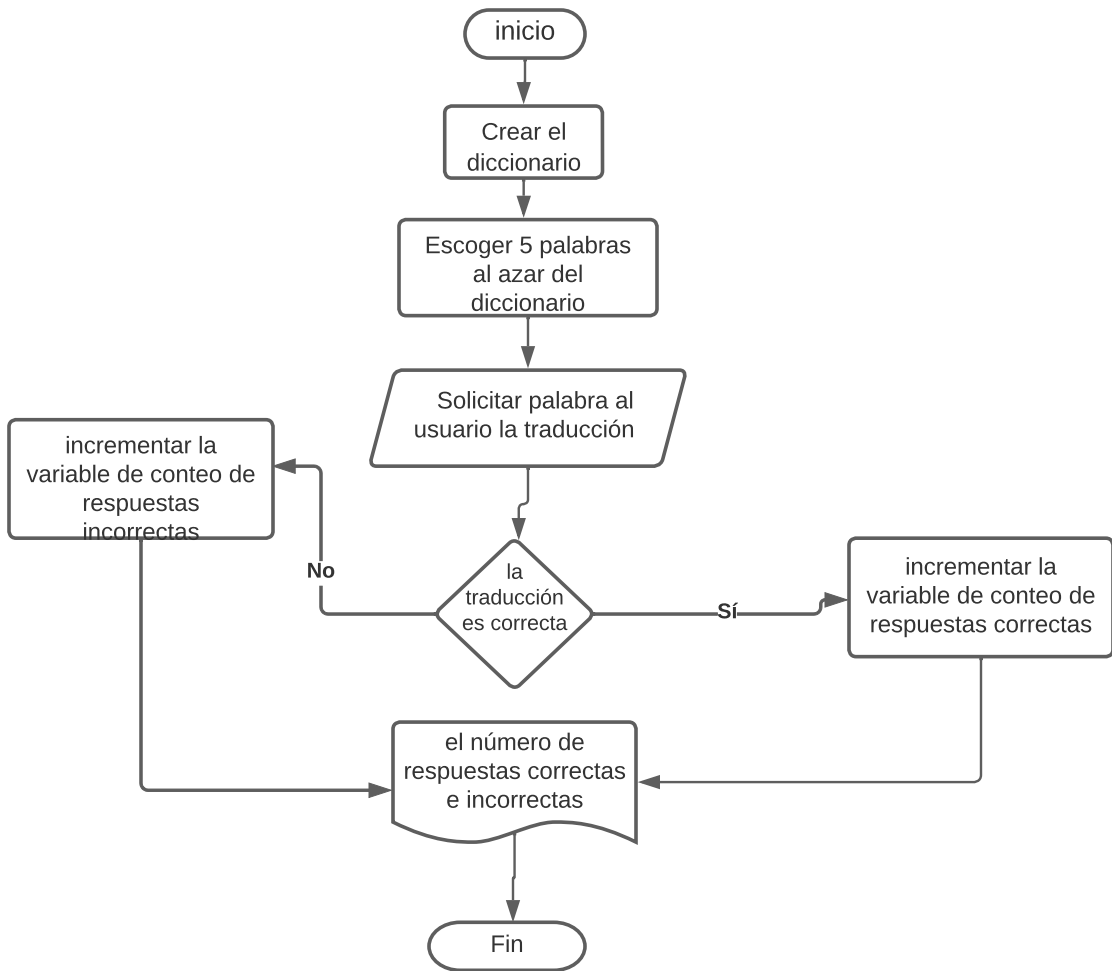 inicio
Crear el
diccionario
Escoger 5 palabras
al azar del
diccionario
Solicitar palabra al
usuario la traducción
incrementar la
variable de conteo de
respuestas
incorrectas
No
la
traducción
es correcta
Sí
incrementar la
variable de conteo de
respuestas correctas
el número de
respuestas correctas
e incorrectas
Fin